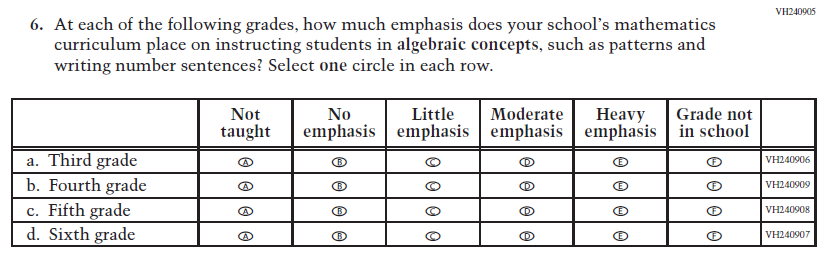 VH240905
6. At each of the following grades, how much emphasis does your school's mathematics
curriculum place on instructing students in algebraic concepts, such as patterns and
writing number sentences? Select one circle in each row.
Not taught No emphasis Little emphasis Moderate emphasis Heavy emphasis Grade not in school
a. Third grade A B C D E F VH240906
b. Fourth grade A B C D E F VH240909
c. Fifth grade A B C D E F VH240908
d. Sixth grade A B C D E F VH240907